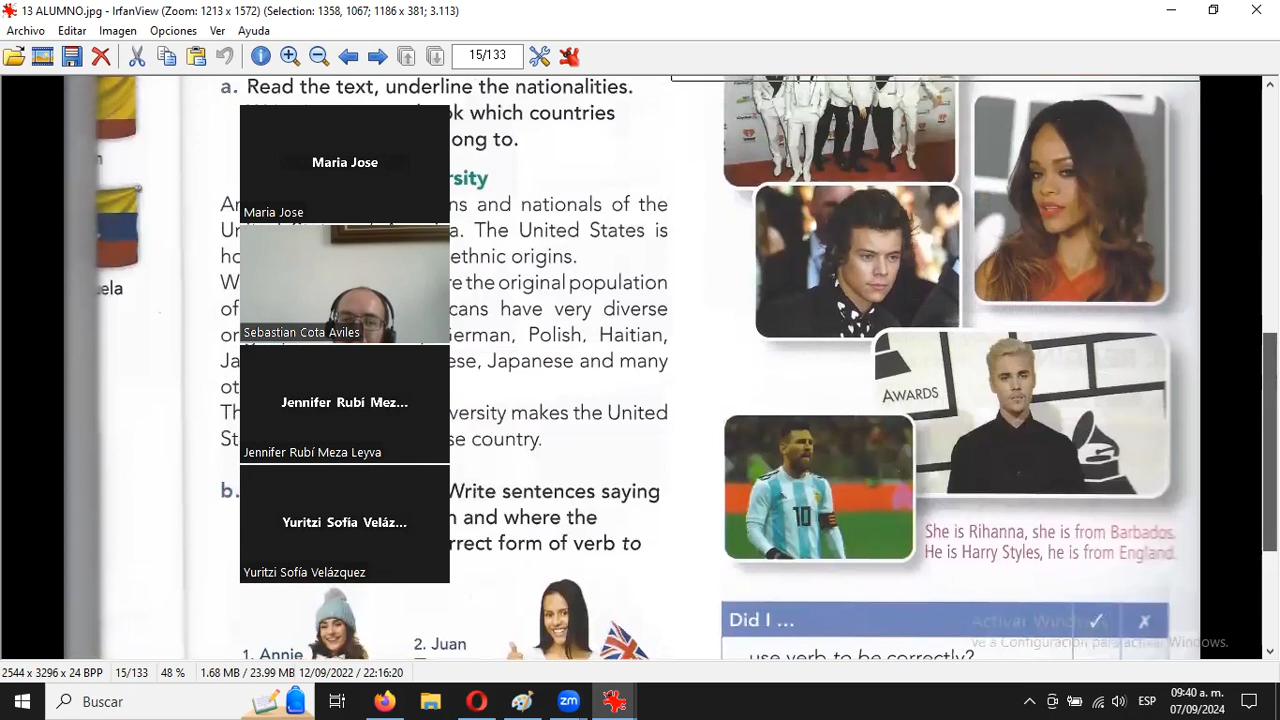 13 ALUMNO.jpg - IrfanView (Zoom: 1213 x 1572) (Selection: 1358, 1067; 1186 x 381; 3.113)
Archivo Editar Imagen Opciones Ver Ayuda
15/133
a. Read the text, underline the nationalities.
ok which countries
ong to.
rsity
ms and nationals of the
a. The United States is
ethnic origins.
re the original population
of cans have very diverse
German, Polish, Haitian,
ese, Japanese and many
versity makes the United
se country.
b. Write sentences saying
n and where the
rrect form of verb to
1. Annie
2. Juan
uela
Maria Jose
Maria Jose
Sebastian Cota Aviles
Jennifer Rubí Mez...
Jennifer Rubí Meza Leyva
Yuritzi Sofía Veláz...
Yuritzi Sofía Velázquez
AWARDS
10
She is Rihanna, she is from Barbados.
He is Harry Styles, he is from England.
Did I ... ✓ ✗
use verb to be correctly?
Activar Windows
Ve a Configuración para activar Windows.
2544 x 3296 x 24 BPP 15/133 48 % 1.68 MB / 23.99 MB 12/09/2022 / 22:16:20
Buscar
zm
ESP
09:40 a. m.
07/09/2024